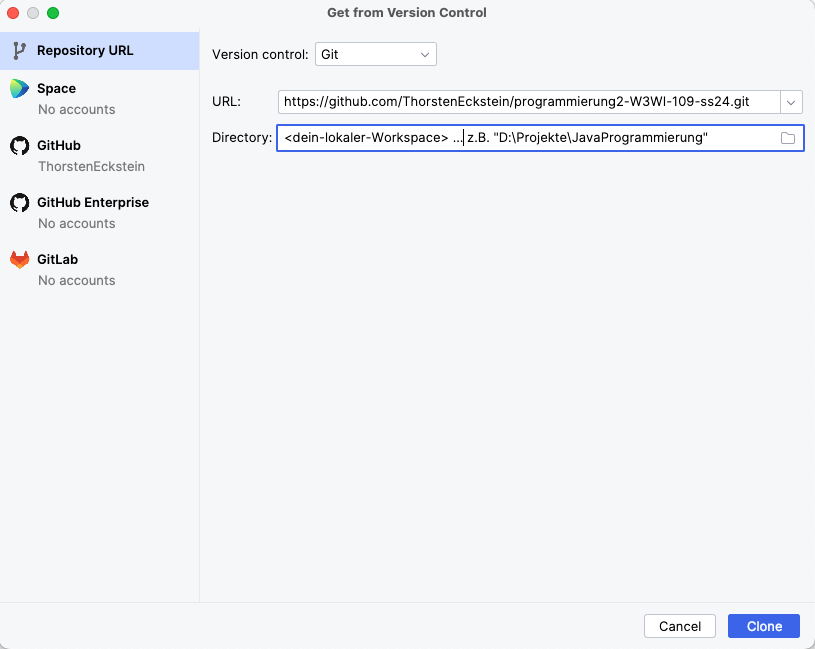 Get from Version Control
Repository URL
Space
No accounts
GitHub
ThorstenEckstein
GitHub Enterprise
No accounts
GitLab
No accounts
Version control: Git
URL: https://github.com/ThorstenEckstein/programmierung2-W3WI-109-ss24.git
Directory: <dein-lokaler-Workspace> ... z.B. "D:\Projekte\JavaProgrammierung"
Cancel Clone